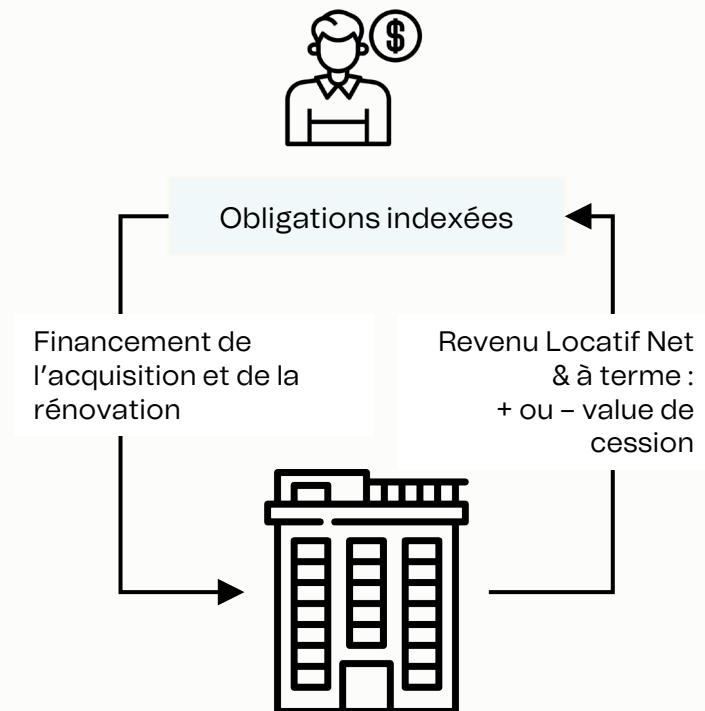 $
Obligations indexées
Financement de
l’acquisition et de la
rénovation
Revenu Locatif Net
& à terme :
+ ou – value de
cession